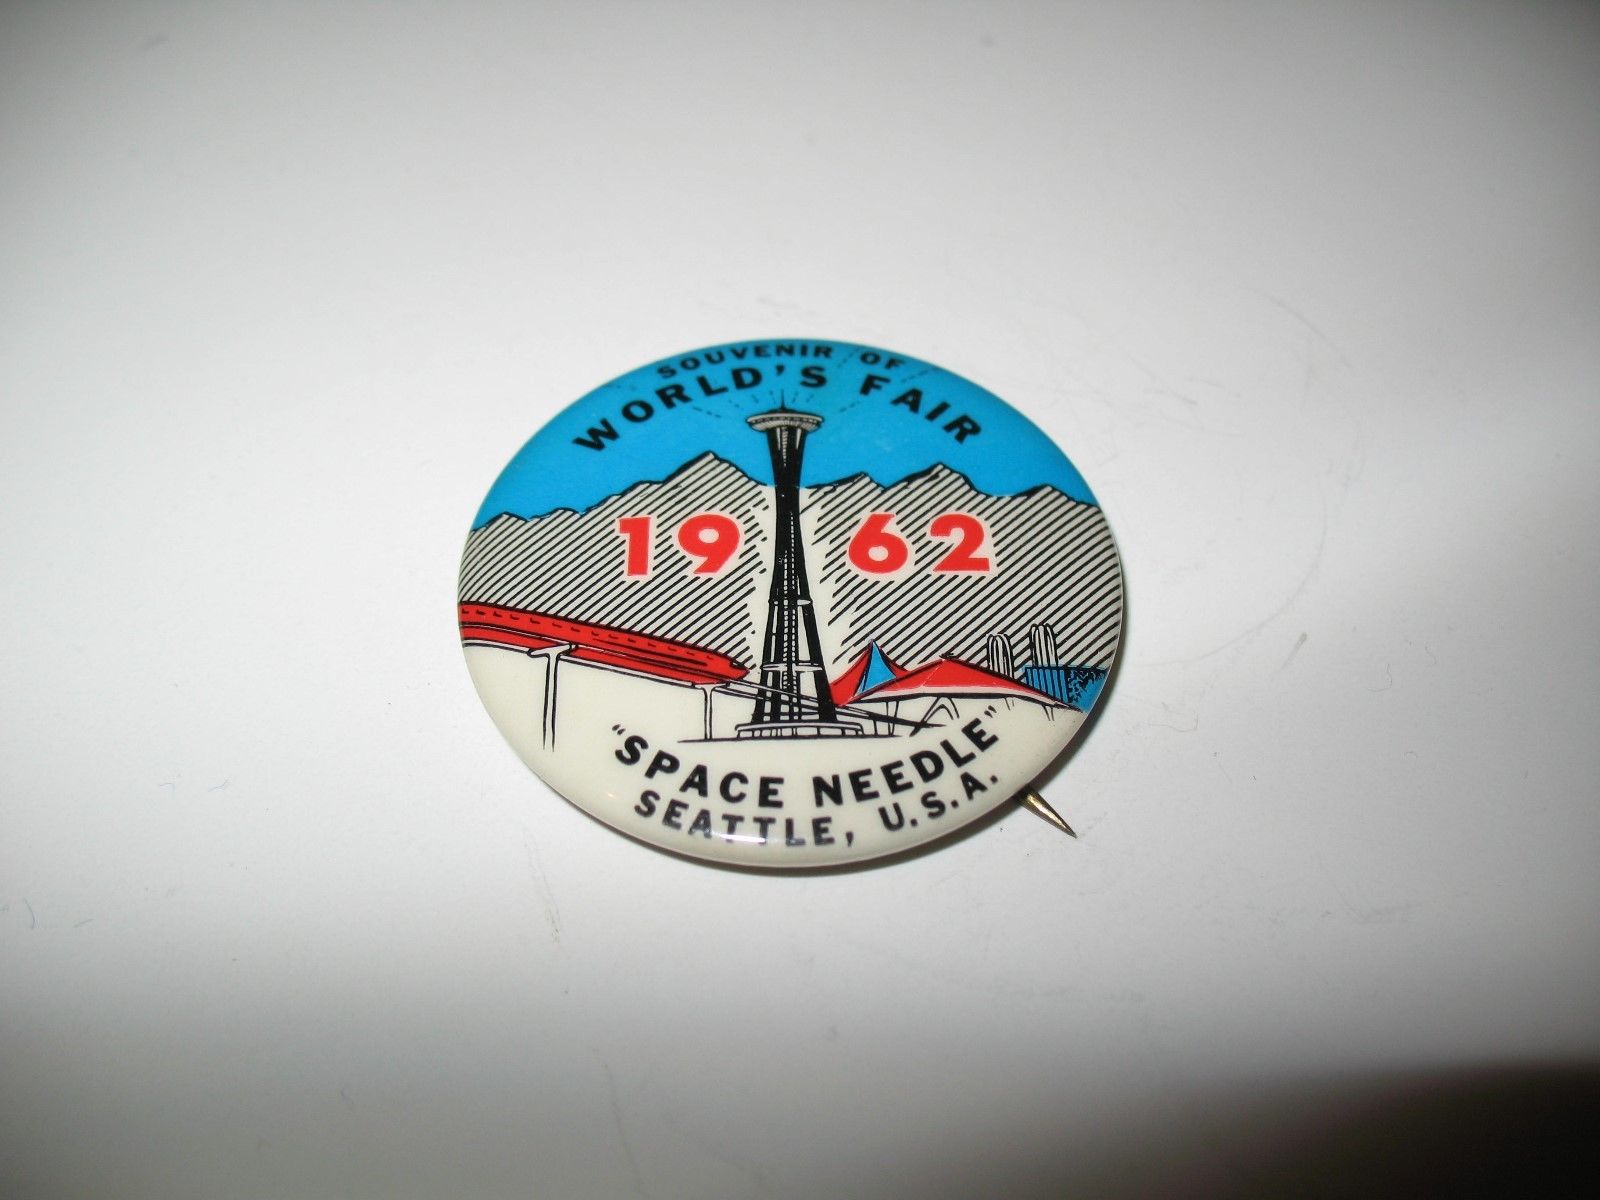 SOUVENIR OF
WORLD'S FAIR
1962
"SPACE NEEDLE"
SEATTLE, U.S.A.